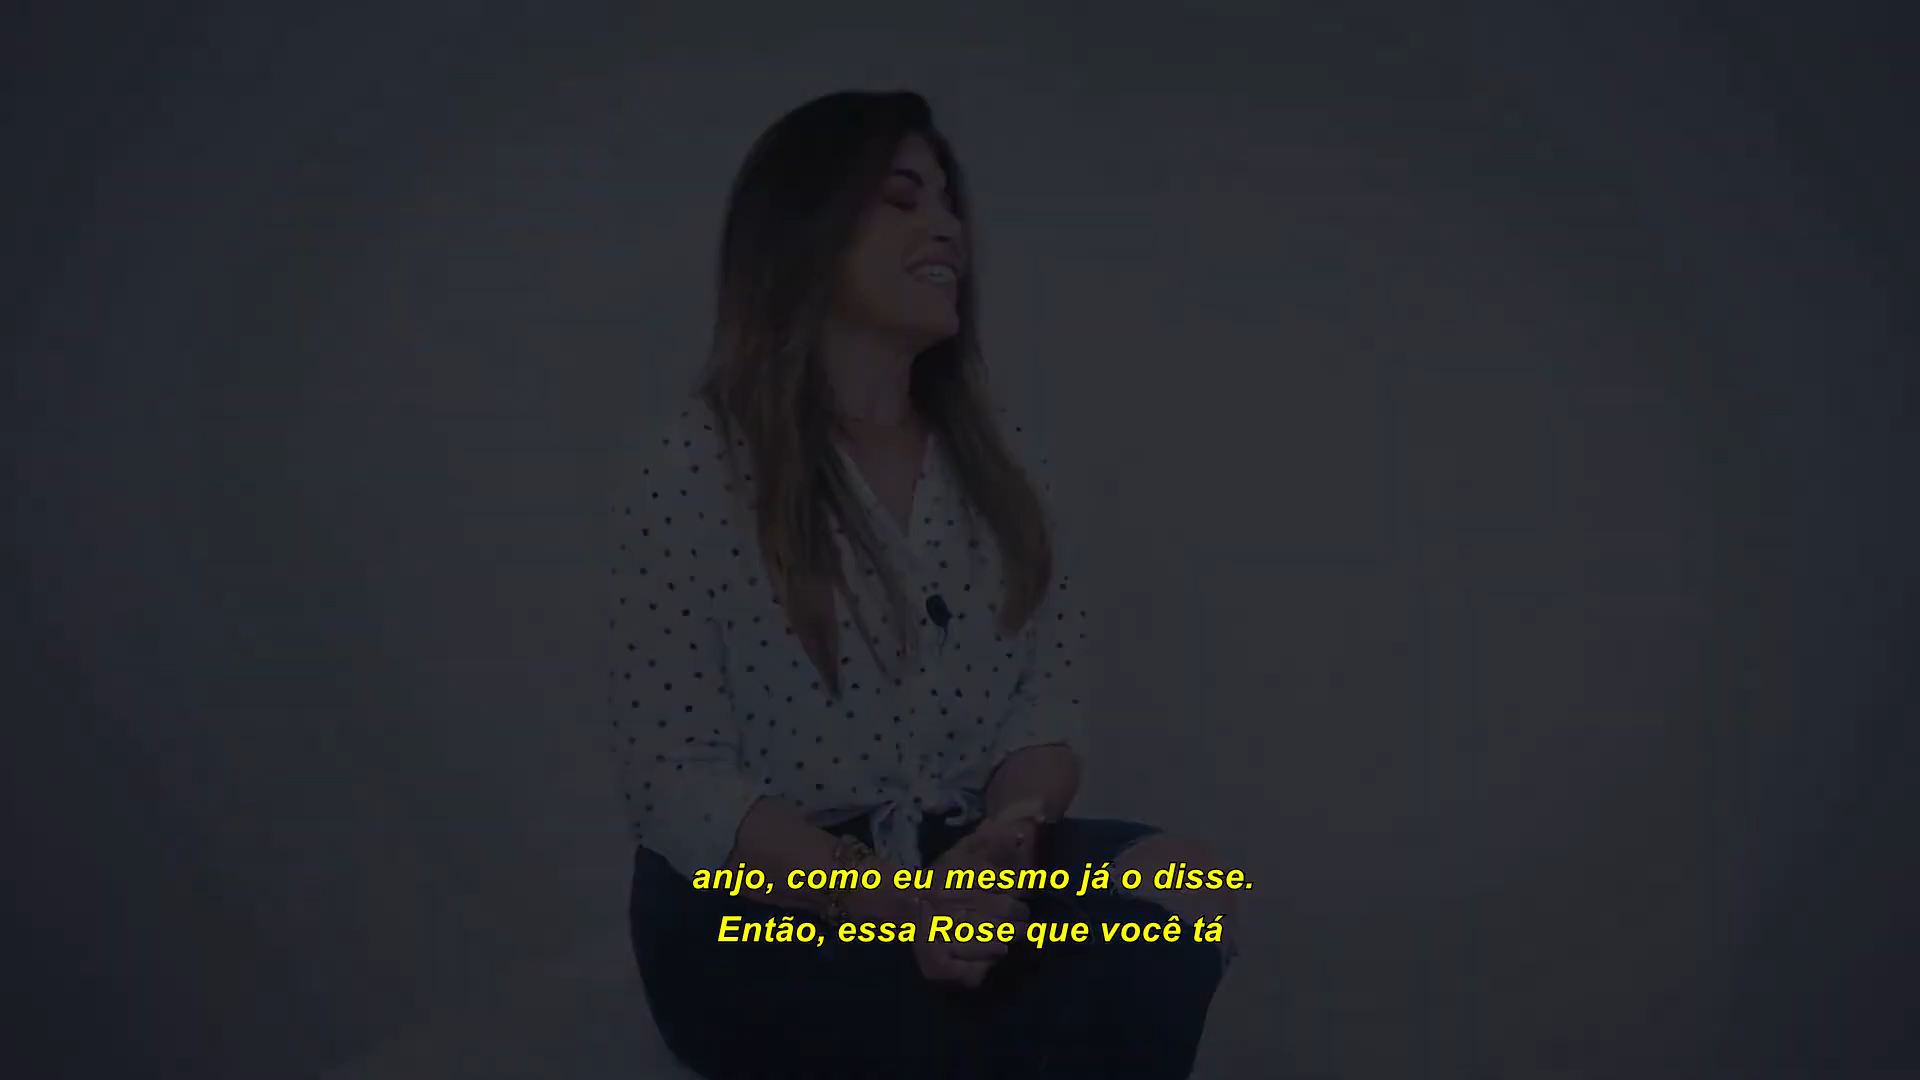 anjo, como eu mesmo já o disse.
Então, essa Rose que você tá